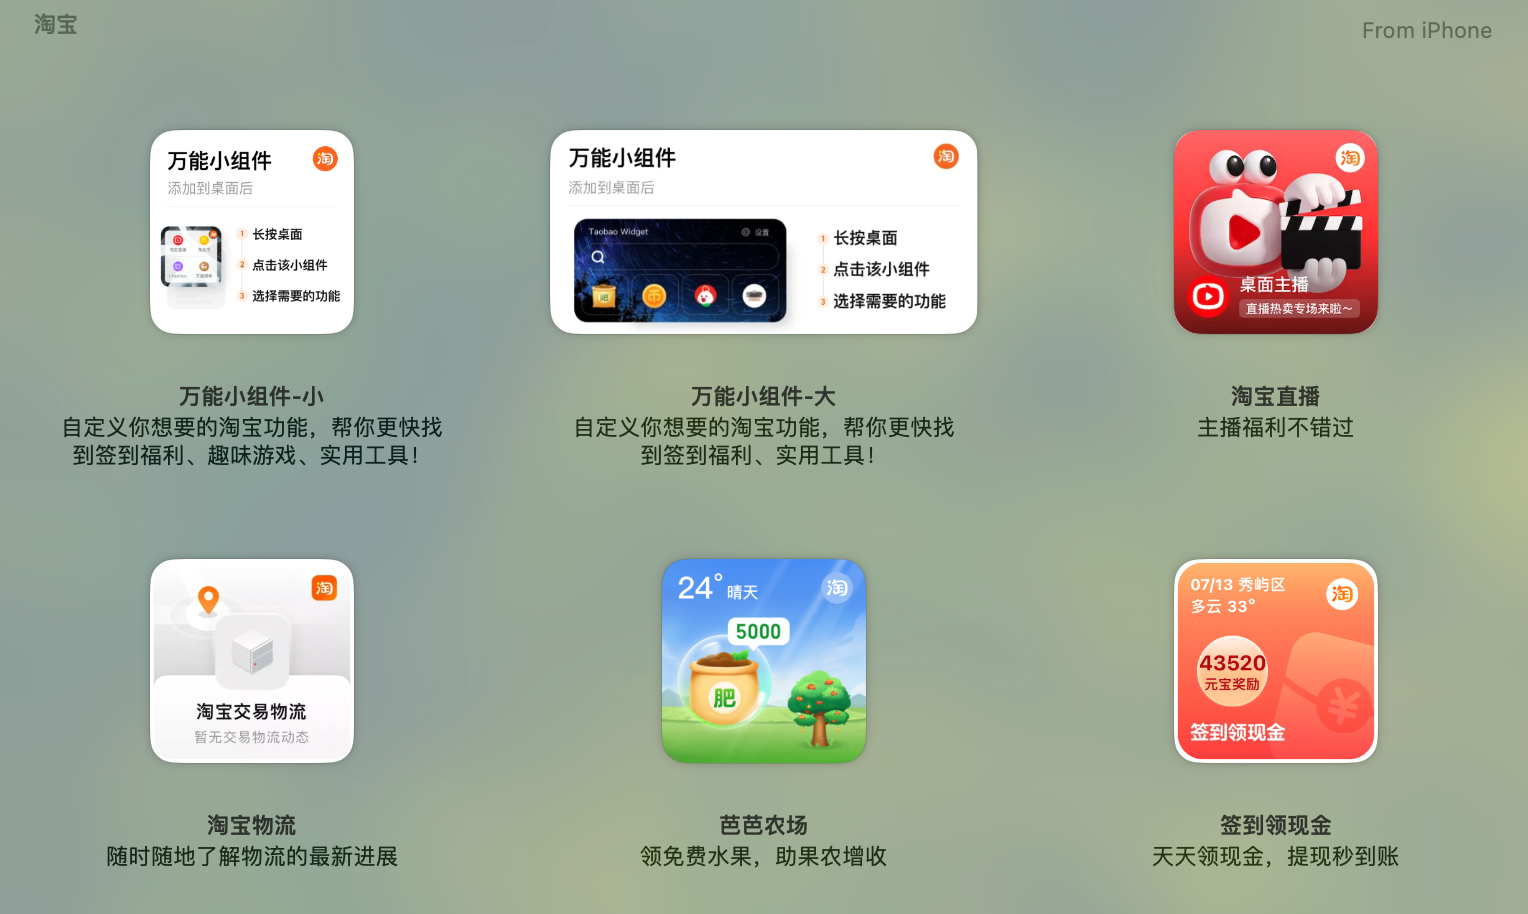 淘宝
From iPhone
万能小组件
淘
添加到桌面后
1 长按桌面
2 点击该小组件
3 选择需要的功能
万能小组件-小
自定义你想要的淘宝功能，帮你更快找
到签到福利、趣味游戏、实用工具！
万能小组件
淘
添加到桌面后
Taobao Widget
设置
1 长按桌面
2 点击该小组件
3 选择需要的功能
万能小组件-大
自定义你想要的淘宝功能，帮你更快找
到签到福利、实用工具！
淘
桌面主播
直播热卖专场来啦～
淘宝直播
主播福利不错过
淘
淘宝交易物流
暂无交易物流动态
淘宝物流
随时随地了解物流的最新进展
24° 晴天
淘
5000
肥
芭芭农场
领免费水果，助果农增收
07/13 秀屿区
多云 33°
淘
43520
元宝奖励
签到领现金
签到领现金
天天领现金，提现秒到账